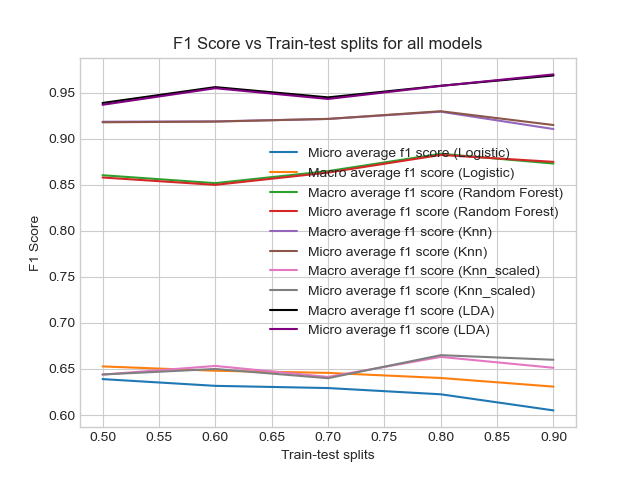 F1 Score vs Train-test splits for all models
F1 Score
0.95
0.90
0.85
0.80
0.75
0.70
0.65
0.60
Micro average f1 score (Logistic)
Macro average f1 score (Logistic)
Macro average f1 score (Random Forest)
Micro average f1 score (Random Forest)
Macro average f1 score (Knn)
Micro average f1 score (Knn)
Macro average f1 score (Knn_scaled)
Micro average f1 score (Knn_scaled)
Macro average f1 score (LDA)
Micro average f1 score (LDA)
0.50 0.55 0.60 0.65 0.70 0.75 0.80 0.85 0.90
Train-test splits